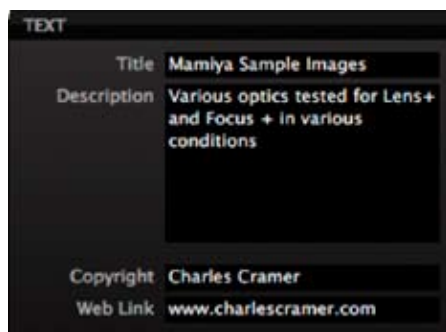 TEXT
Title Mamiya Sample Images
Description Various optics tested for Lens+
and Focus + in various
conditions
Copyright Charles Cramer
Web Link www.charlescramer.com